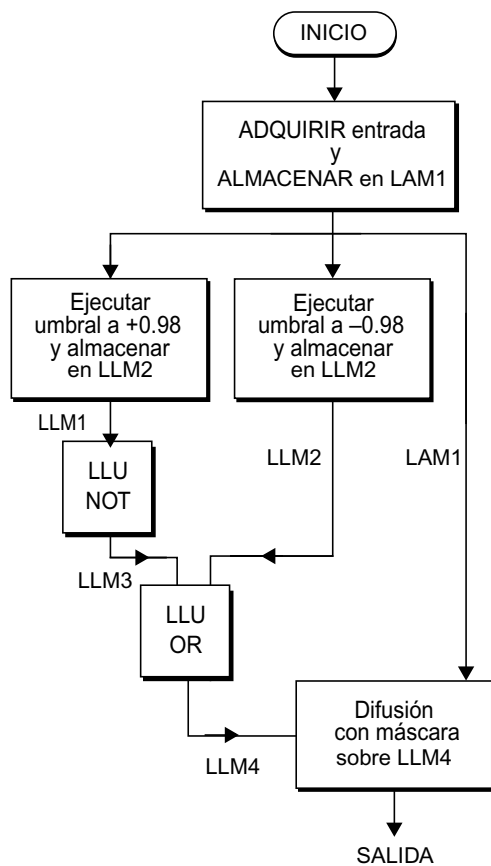 INICIO
ADQUIRIR entrada
y
ALMACENAR en LAM1
Ejecutar
umbral a +0.98
y almacenar
en LLM2
Ejecutar
umbral a –0.98
y almacenar
en LLM2
LLM1
LLM2
LAM1
LLU
NOT
LLM3
LLU
OR
LLM4
Difusión
con máscara
sobre LLM4
SALIDA